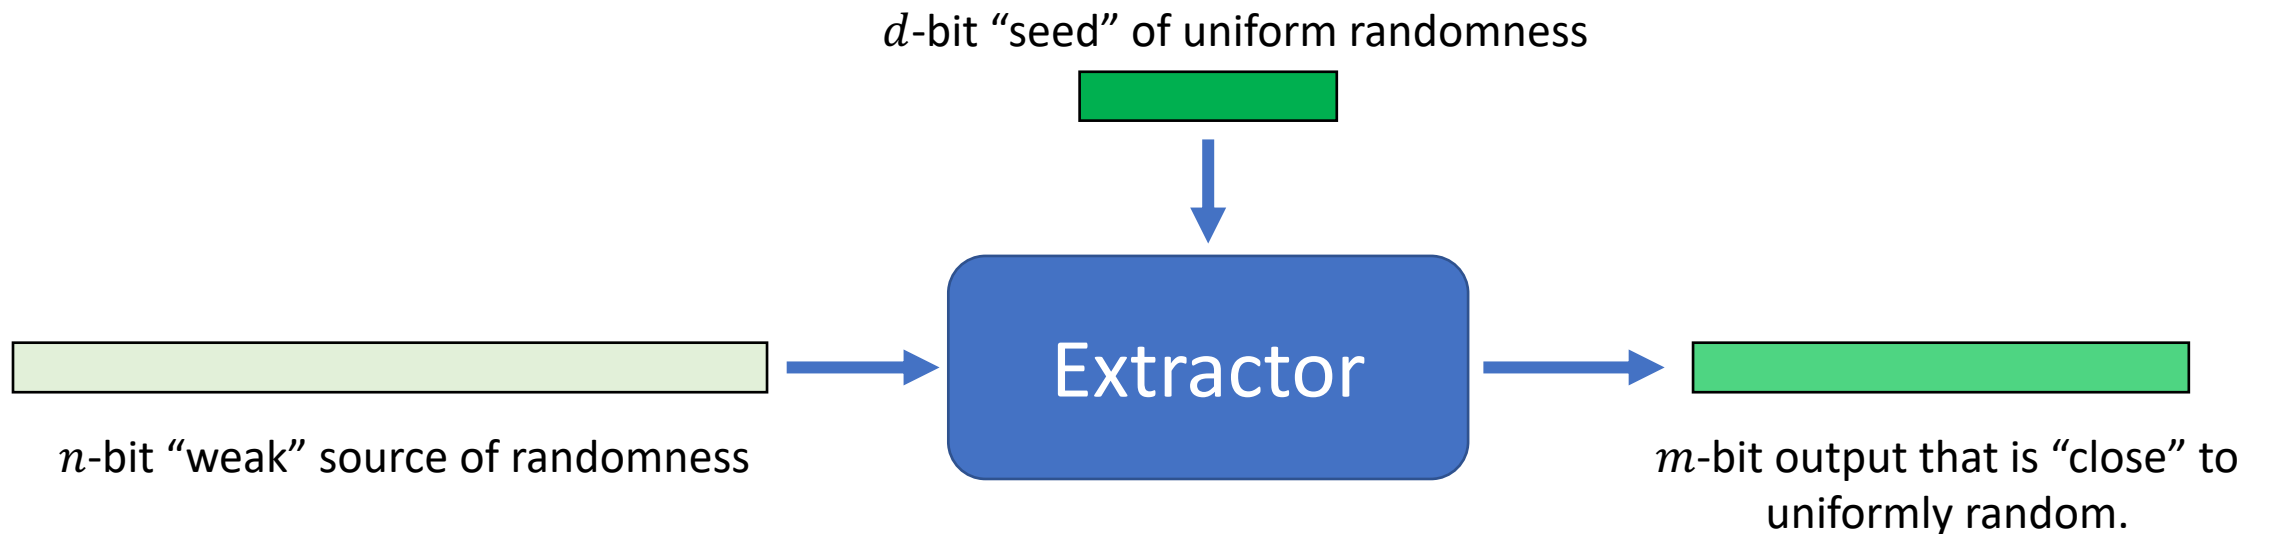 d-bit “seed” of uniform randomness
Extractor
n-bit “weak” source of randomness
m-bit output that is “close” to
uniformly random.